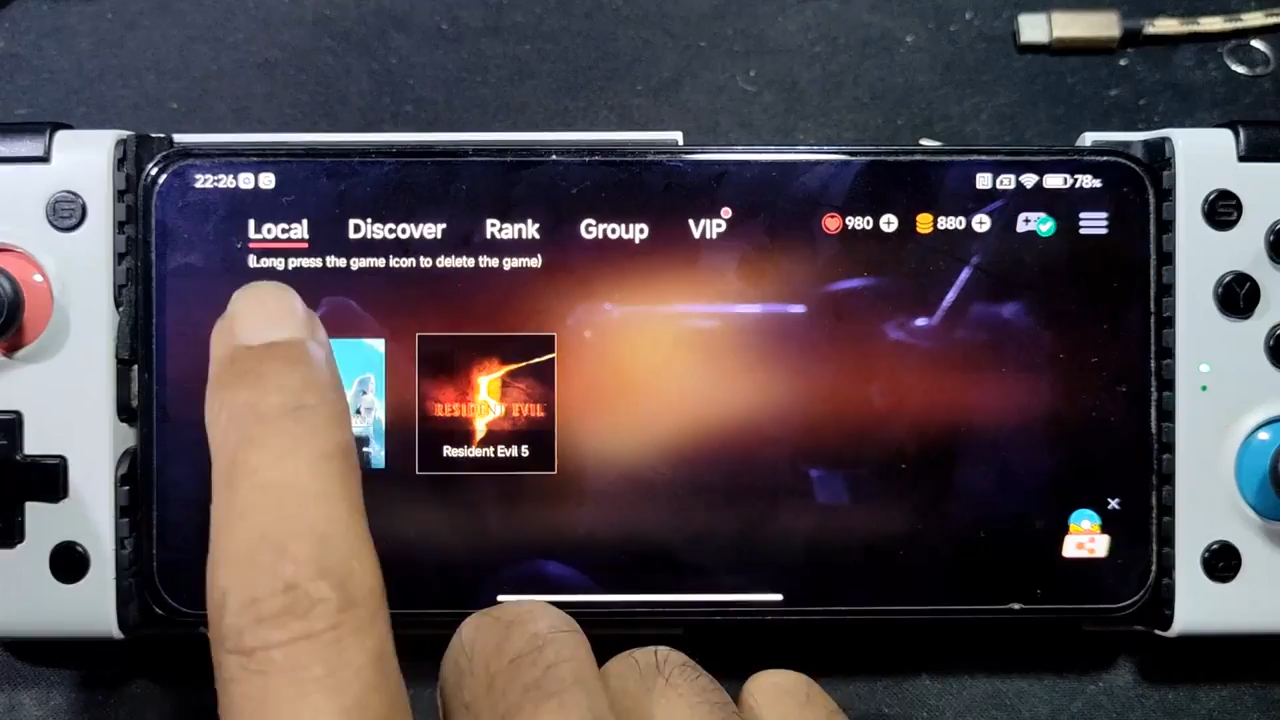 22:26
78%
Local Discover Rank Group VIP
980
880
(Long press the game icon to delete the game)
RESIDENT EVIL
5
Resident Evil 5
Y